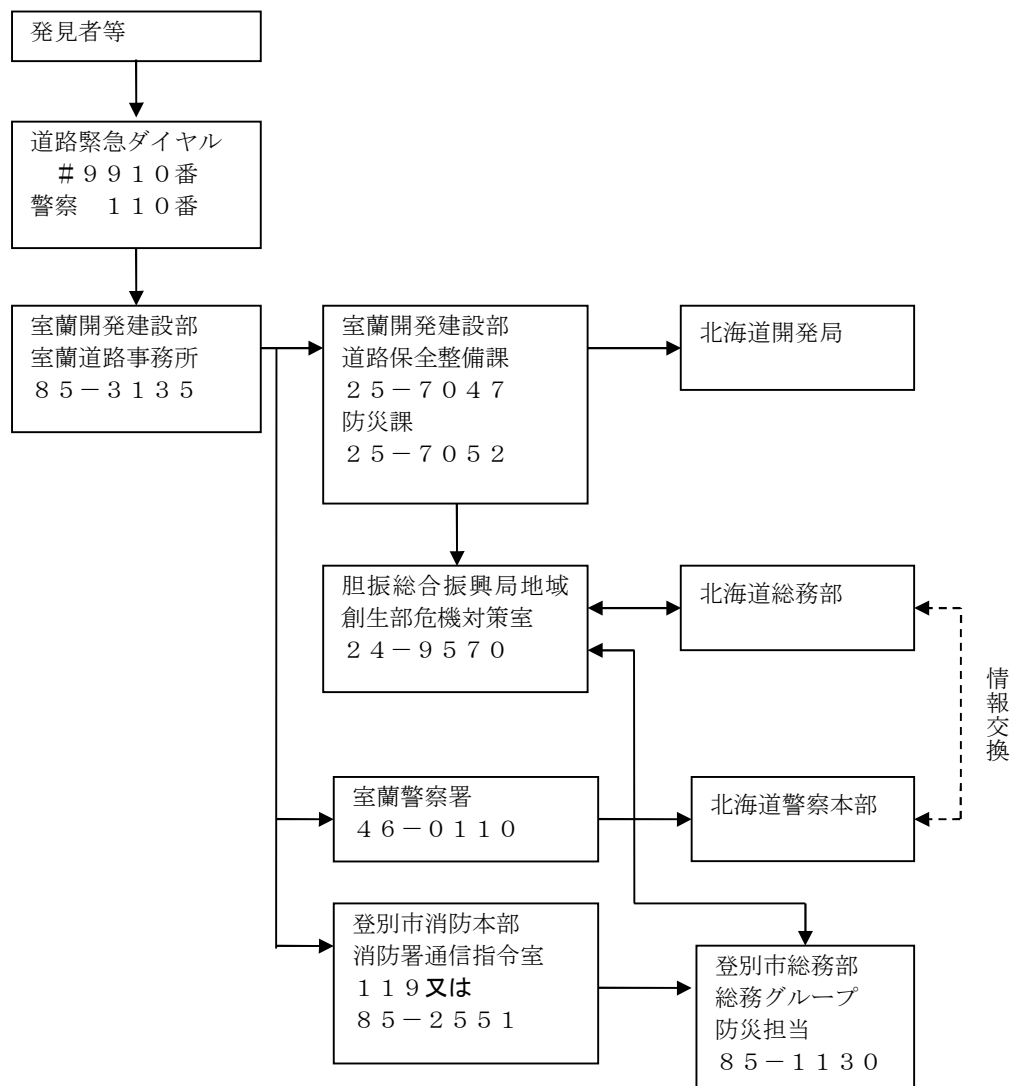 発見者等
道路緊急ダイヤル
＃９９１０番
警察　１１０番
室蘭開発建設部
室蘭道路事務所
８５－３１３５
室蘭開発建設部
道路保全整備課
２５－７０４７
防災課
２５－７０５２
北海道開発局
胆振総合振興局地域
創生部危機対策室
２４－９５７０
北海道総務部
情報交換
室蘭警察署
４６－０１１０
北海道警察本部
登別市消防本部
消防署通信指令室
１１９又は
８５－２５５１
登別市総務部
総務グループ
防災担当
８５－１１３０